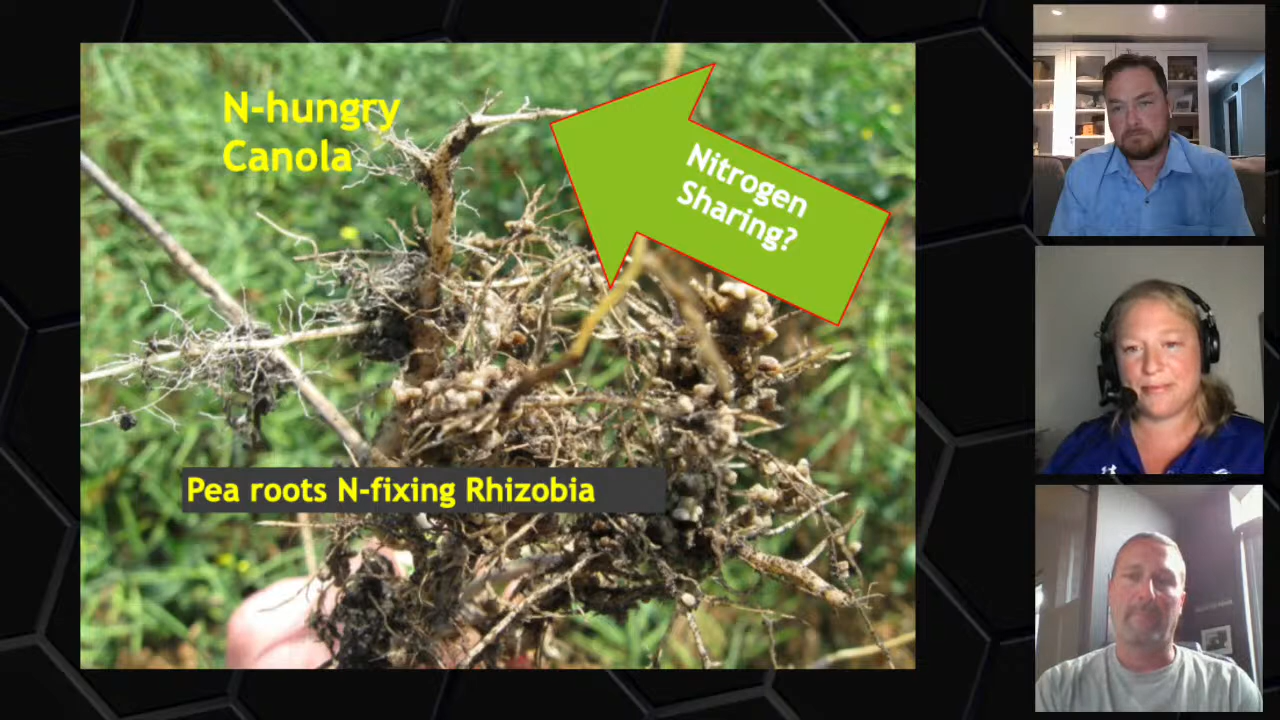 N-hungry
Canola
Nitrogen
Sharing?
Pea roots N-fixing Rhizobia